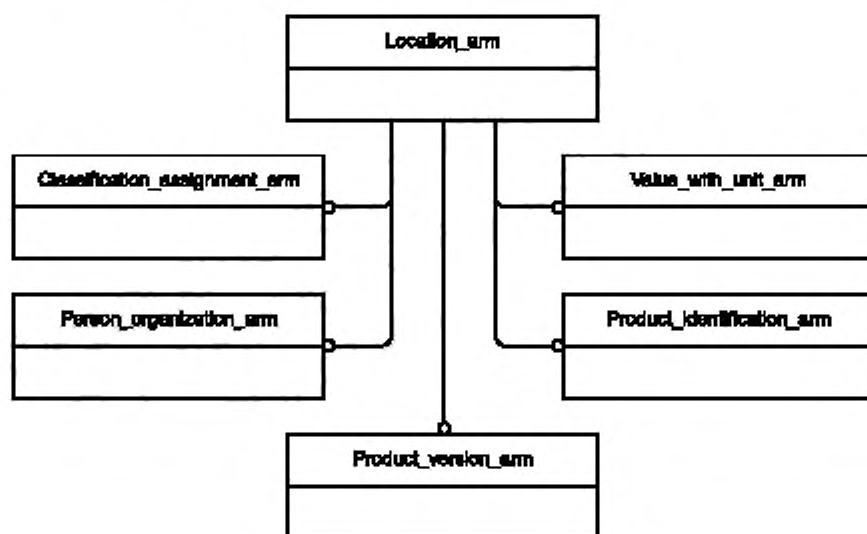 Location_arm
Classification_assignment_arm
Value_with_unit_arm
Person_organization_arm
Product_identification_arm
Product_version_arm